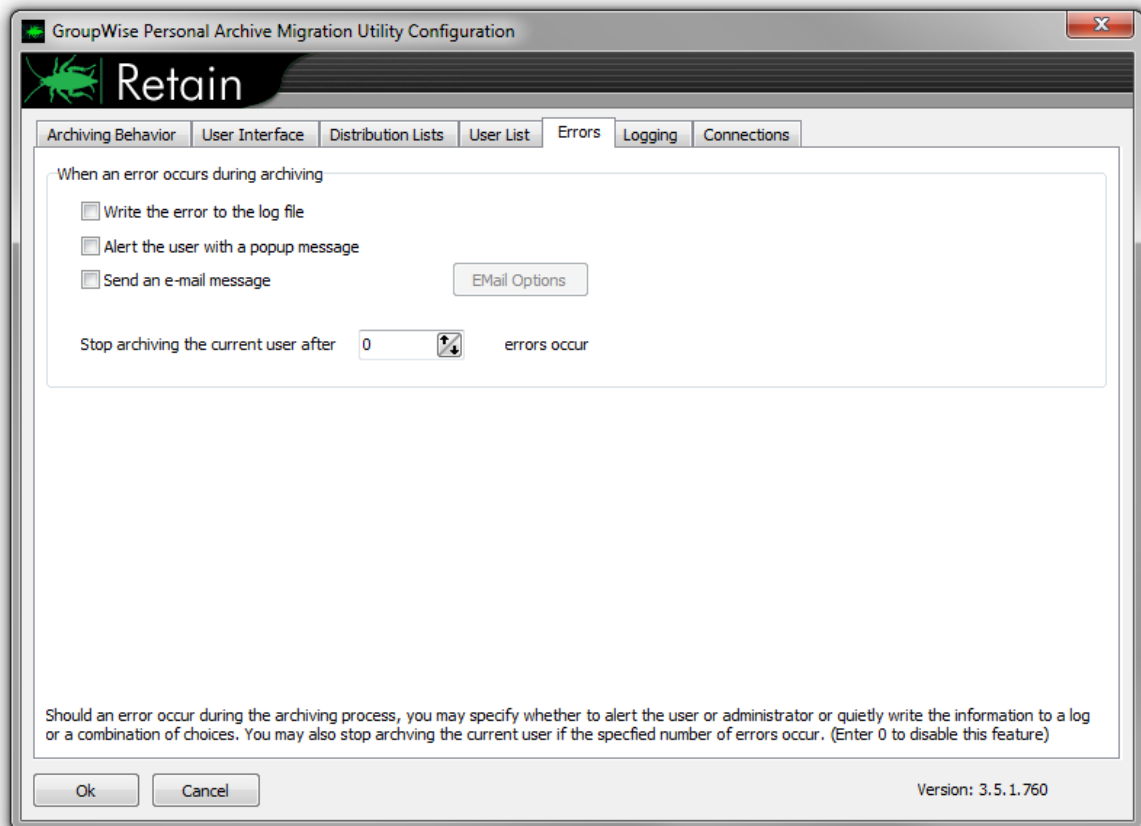 GroupWise Personal Archive Migration Utility Configuration
Retain
Archiving Behavior
User Interface
Distribution Lists
User List
Errors
Logging
Connections
When an error occurs during archiving
Write the error to the log file
Alert the user with a popup message
Send an e-mail message
EMail Options
Stop archiving the current user after 0 errors occur
Should an error occur during the archiving process, you may specify whether to alert the user or administrator or quietly write the information to a log
or a combination of choices. You may also stop archving the current user if the specfied number of errors occur. (Enter 0 to disable this feature)
Ok
Cancel
Version: 3.5.1.760